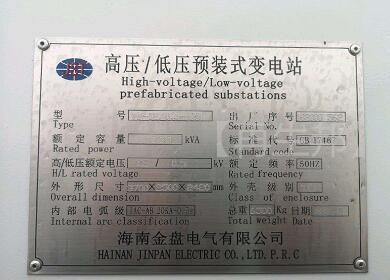 高压/低压预装式变电站
High-voltage/Low-voltage
prefabricated substations
型 号 出厂序号
Type Serial No.
额定容量 kVA 标准代号 GB 17467
Rated power Standard code
高/低压额定电压 额定频率 50HZ
H/L rated voltage Rated frequency
外形尺寸 外壳级别
Overall dimension Class of enclosure
内部电弧级 总重 Kg 日期
Internal arc classification Total weight Date
海南金盘电气有限公司
HAINAN JINPAN ELECTRIC CO., LTD. P.R.C